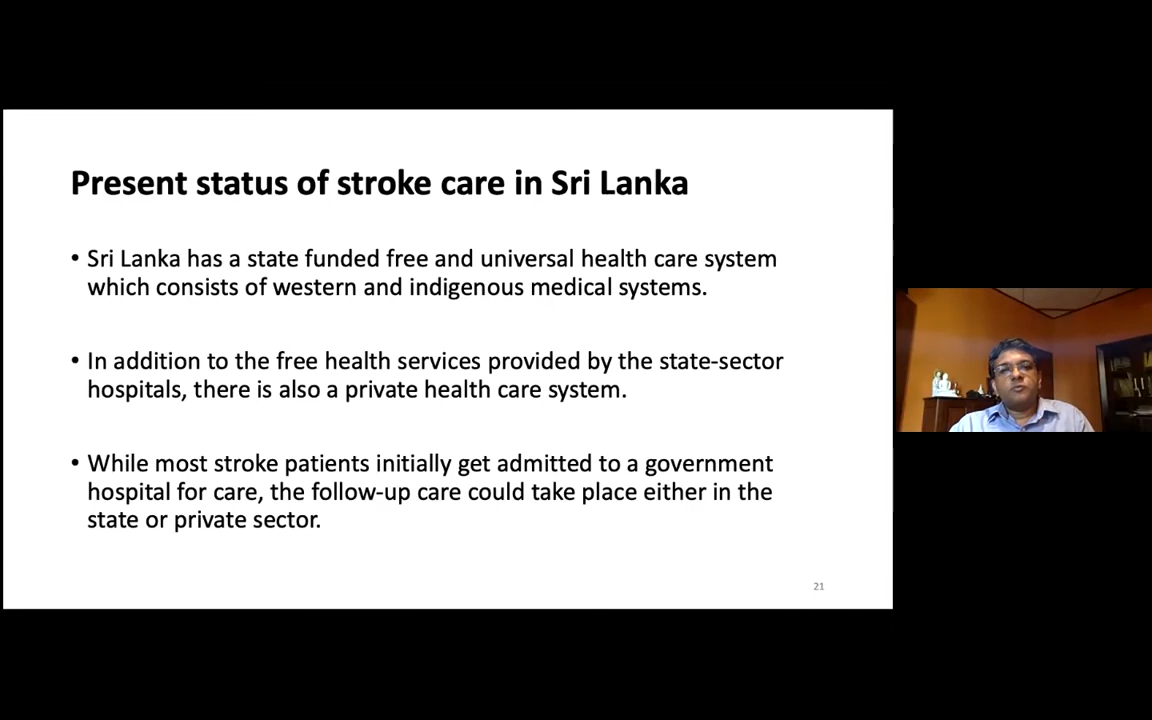 Present status of stroke care in Sri Lanka
• Sri Lanka has a state funded free and universal health care system
which consists of western and indigenous medical systems.
• In addition to the free health services provided by the state-sector
hospitals, there is also a private health care system.
• While most stroke patients initially get admitted to a government
hospital for care, the follow-up care could take place either in the
state or private sector.
21